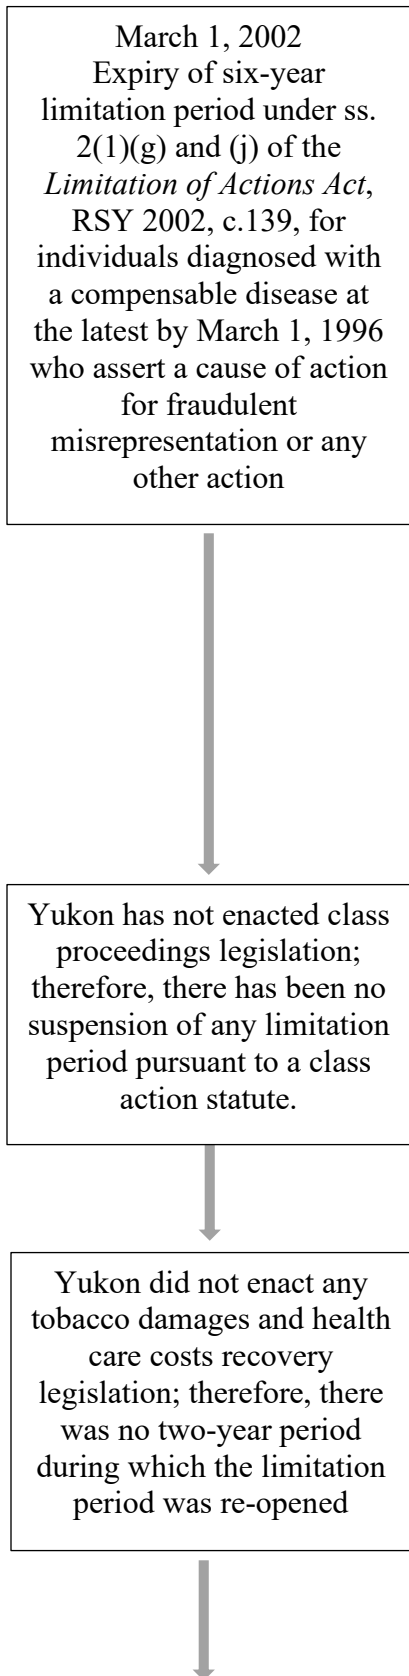 March 1, 2002
Expiry of six-year
limitation period under ss.
2(1)(g) and (j) of the
Limitation of Actions Act,
RSY 2002, c.139, for
individuals diagnosed with
a compensable disease at
the latest by March 1, 1996
who assert a cause of action
for fraudulent
misrepresentation or any
other action
Yukon has not enacted class
proceedings legislation;
therefore, there has been no
suspension of any limitation
period pursuant to a class
action statute.
Yukon did not enact any
tobacco damages and health
care costs recovery
legislation; therefore, there
was no two-year period
during which the limitation
period was re-opened